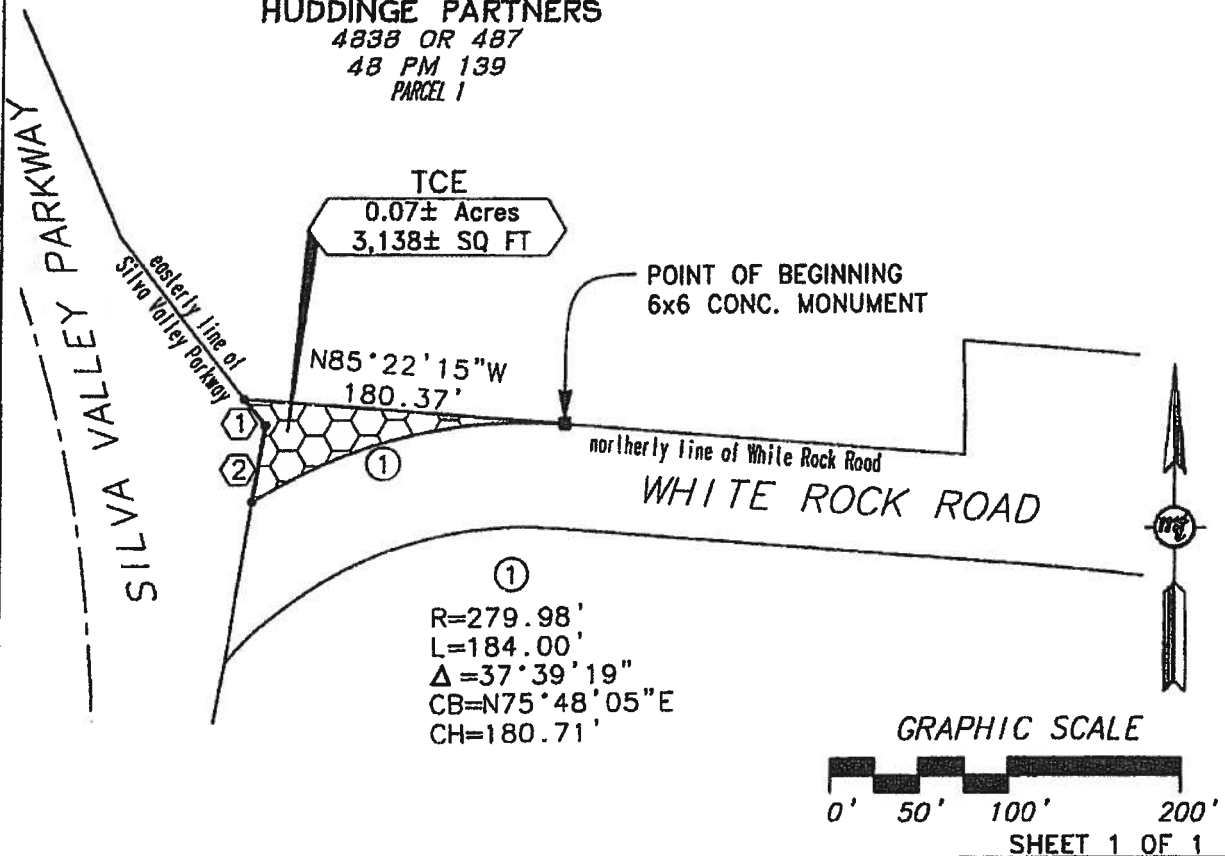 HUDDINGE PARTNERS
4838 OR 487
48 PM 139
PARCEL 1
SILVA VALLEY PARKWAY
easterly line of
Silva Valley Parkway
TCE
0.07± Acres
3,138± SQ FT
POINT OF BEGINNING
6x6 CONC. MONUMENT
N85°22'15"W
180.37'
1
2
1
northerly line of White Rock Road
WHITE ROCK ROAD
1
R=279.98'
L=184.00'
Δ=37°39'19"
CB=N75°48'05"E
CH=180.71'
GRAPHIC SCALE
0' 50' 100' 200'
SHEET 1 OF 1